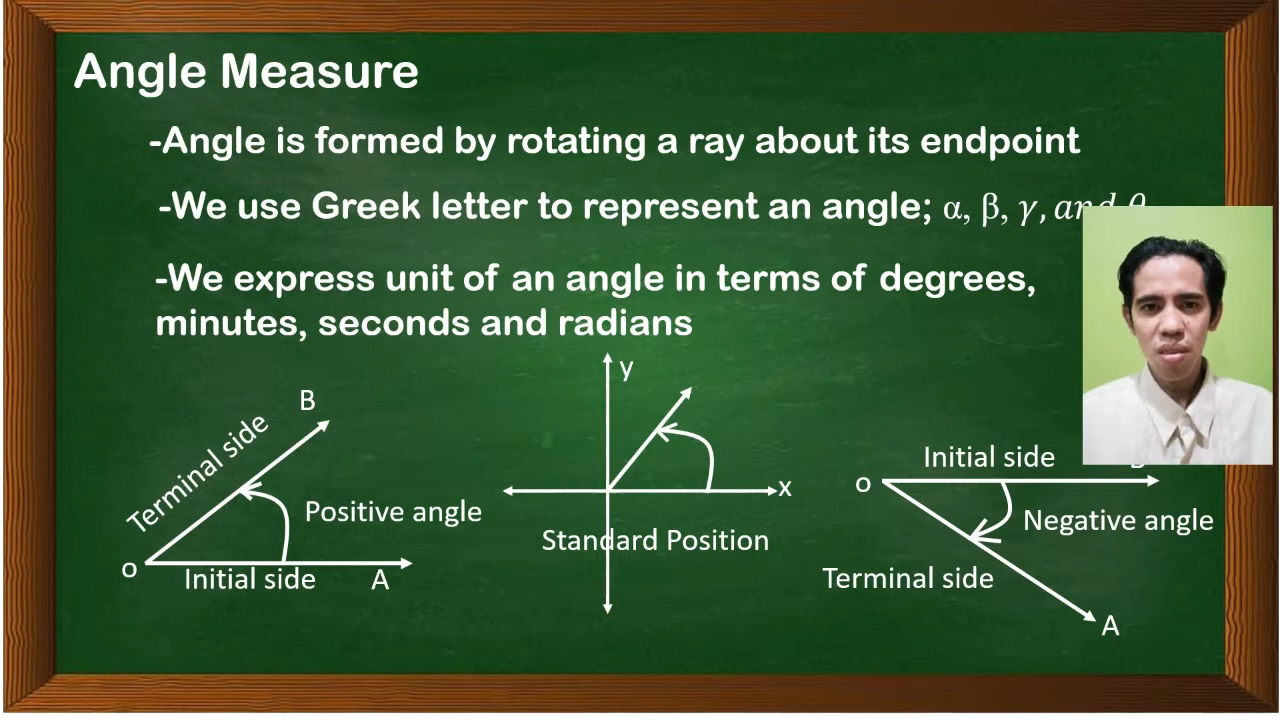 Angle Measure
-Angle is formed by rotating a ray about its endpoint
-We use Greek letter to represent an angle; α, β, γ, and θ
-We express unit of an angle in terms of degrees,
minutes, seconds and radians
B
Terminal side
Positive angle
O
Initial side
A
y
x
Standard Position
Initial side
O
Negative angle
Terminal side
A